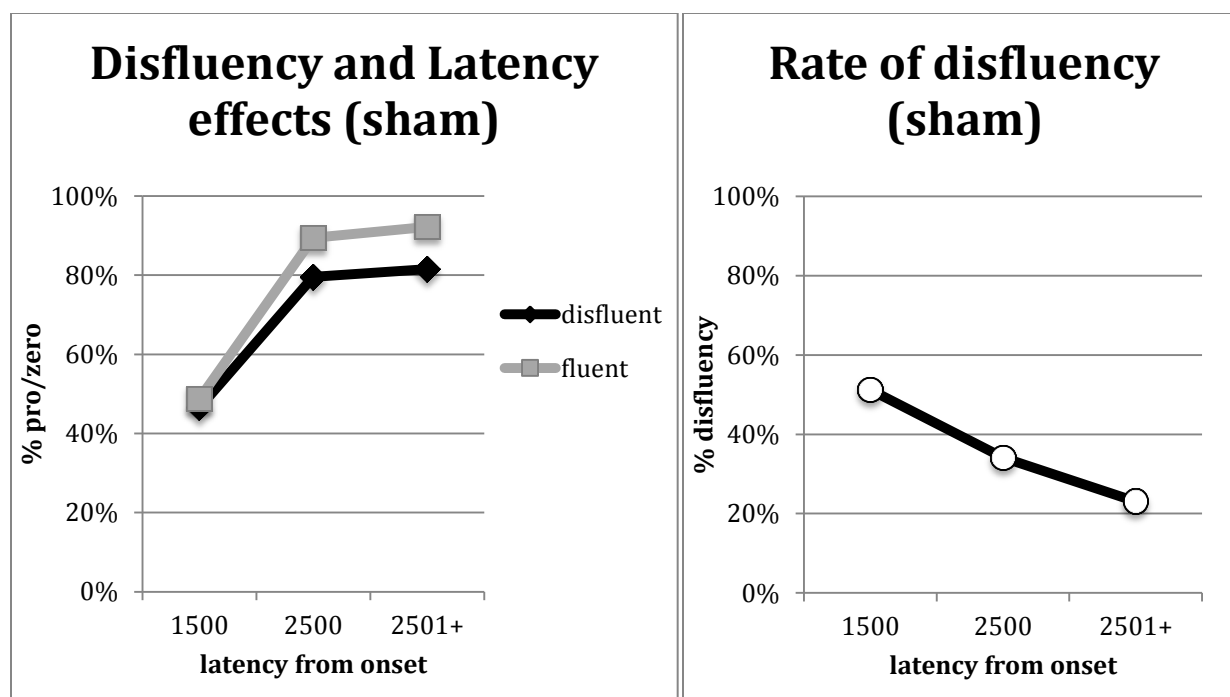 Disfluency and Latency
effects (sham)
% pro/zero
100%
80%
60%
40%
20%
0%
1500 2500 2501+
latency from onset
disfluent
fluent
Rate of disfluency
(sham)
% disfluency
100%
80%
60%
40%
20%
0%
1500 2500 2501+
latency from onset